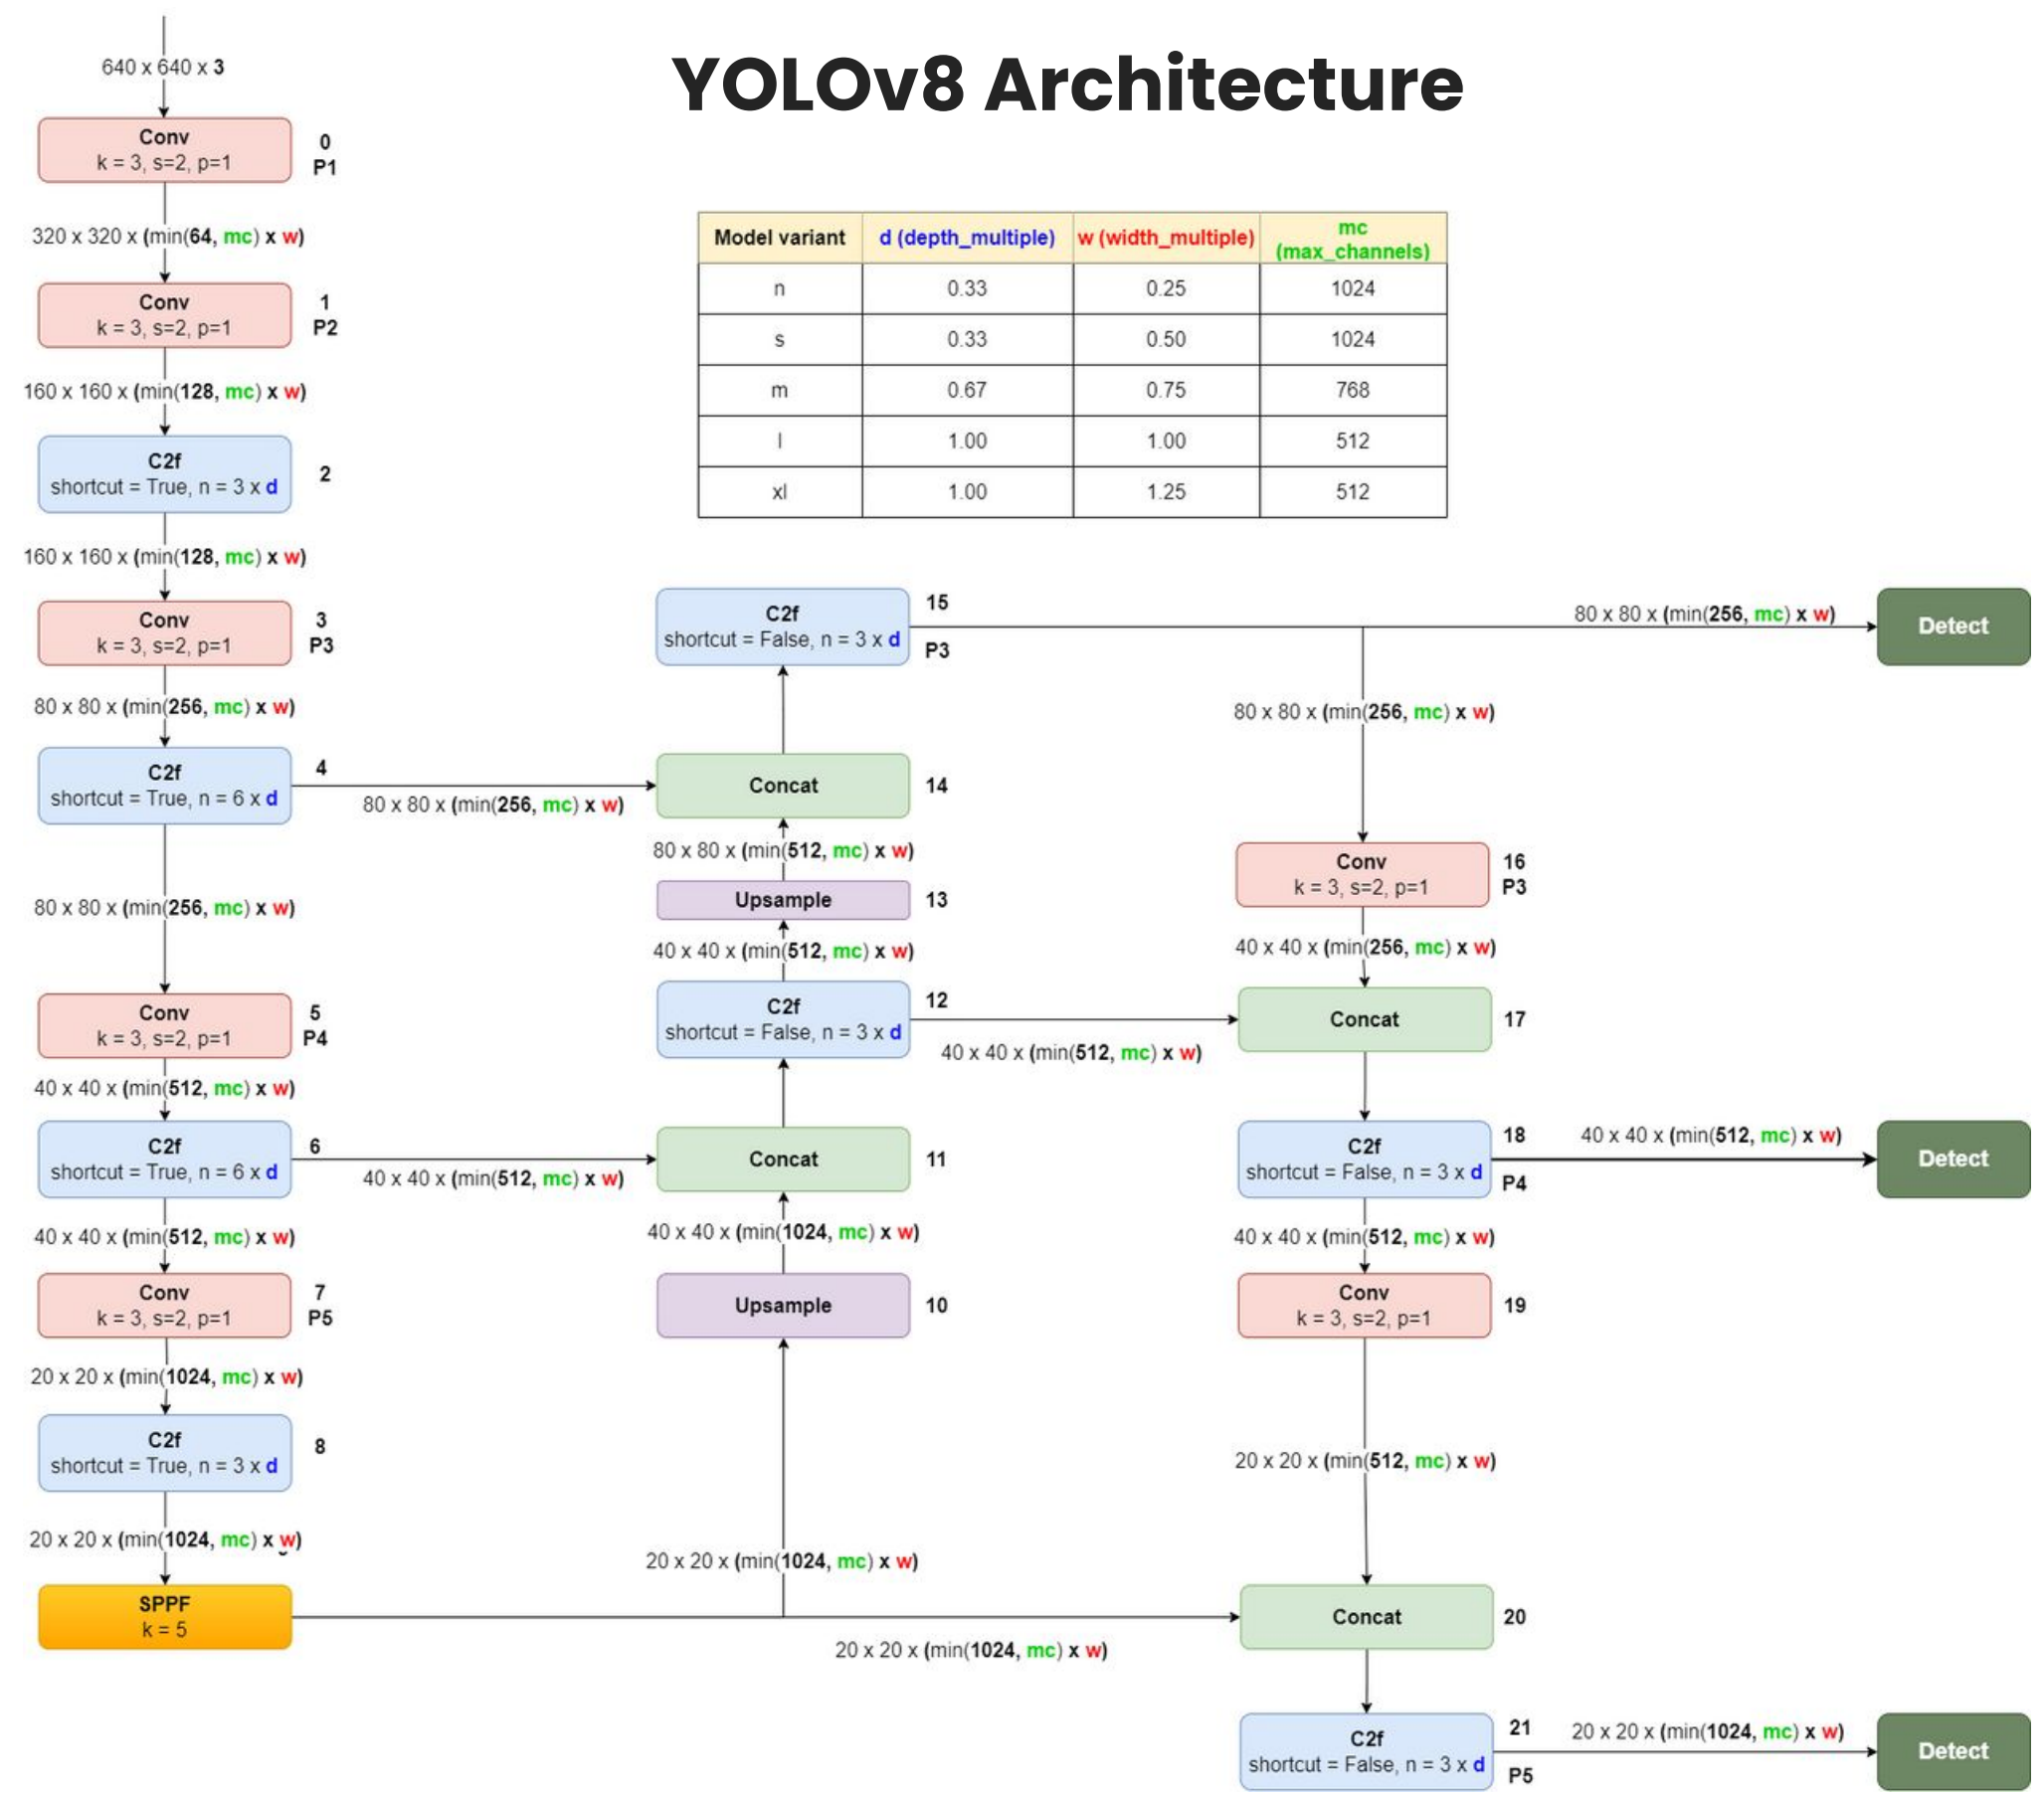 YOLOv8 Architecture
640 x 640 x 3
Conv
k = 3, s=2, p=1
0
P1
320 x 320 x (min(64, mc) x w)
Conv
k = 3, s=2, p=1
1
P2
160 x 160 x (min(128, mc) x w)
C2f
shortcut = True, n = 3 x d
2
160 x 160 x (min(128, mc) x w)
Conv
k = 3, s=2, p=1
3
P3
80 x 80 x (min(256, mc) x w)
C2f
shortcut = True, n = 6 x d
4
80 x 80 x (min(256, mc) x w)
80 x 80 x (min(256, mc) x w)
Conv
k = 3, s=2, p=1
5
P4
40 x 40 x (min(512, mc) x w)
C2f
shortcut = True, n = 6 x d
6
40 x 40 x (min(512, mc) x w)
40 x 40 x (min(512, mc) x w)
Conv
k = 3, s=2, p=1
7
P5
20 x 20 x (min(1024, mc) x w)
C2f
shortcut = True, n = 3 x d
8
20 x 20 x (min(1024, mc) x w)
SPPF
k = 5
Model variant d (depth_multiple) w (width_multiple) mc
(max_channels)
n 0.33 0.25 1024
s 0.33 0.50 1024
m 0.67 0.75 768
l 1.00 1.00 512
xl 1.00 1.25 512
C2f
shortcut = False, n = 3 x d
15
P3
Concat
14
80 x 80 x (min(512, mc) x w)
Upsample
13
40 x 40 x (min(512, mc) x w)
C2f
shortcut = False, n = 3 x d
12
40 x 40 x (min(512, mc) x w)
Concat
11
40 x 40 x (min(1024, mc) x w)
Upsample
10
20 x 20 x (min(1024, mc) x w)
20 x 20 x (min(1024, mc) x w)
80 x 80 x (min(256, mc) x w)
Detect
80 x 80 x (min(256, mc) x w)
Conv
k = 3, s=2, p=1
16
P3
40 x 40 x (min(256, mc) x w)
Concat
17
C2f
shortcut = False, n = 3 x d
18
P4
40 x 40 x (min(512, mc) x w)
Detect
40 x 40 x (min(512, mc) x w)
Conv
k = 3, s=2, p=1
19
20 x 20 x (min(512, mc) x w)
Concat
20
C2f
shortcut = False, n = 3 x d
21
P5
20 x 20 x (min(1024, mc) x w)
Detect